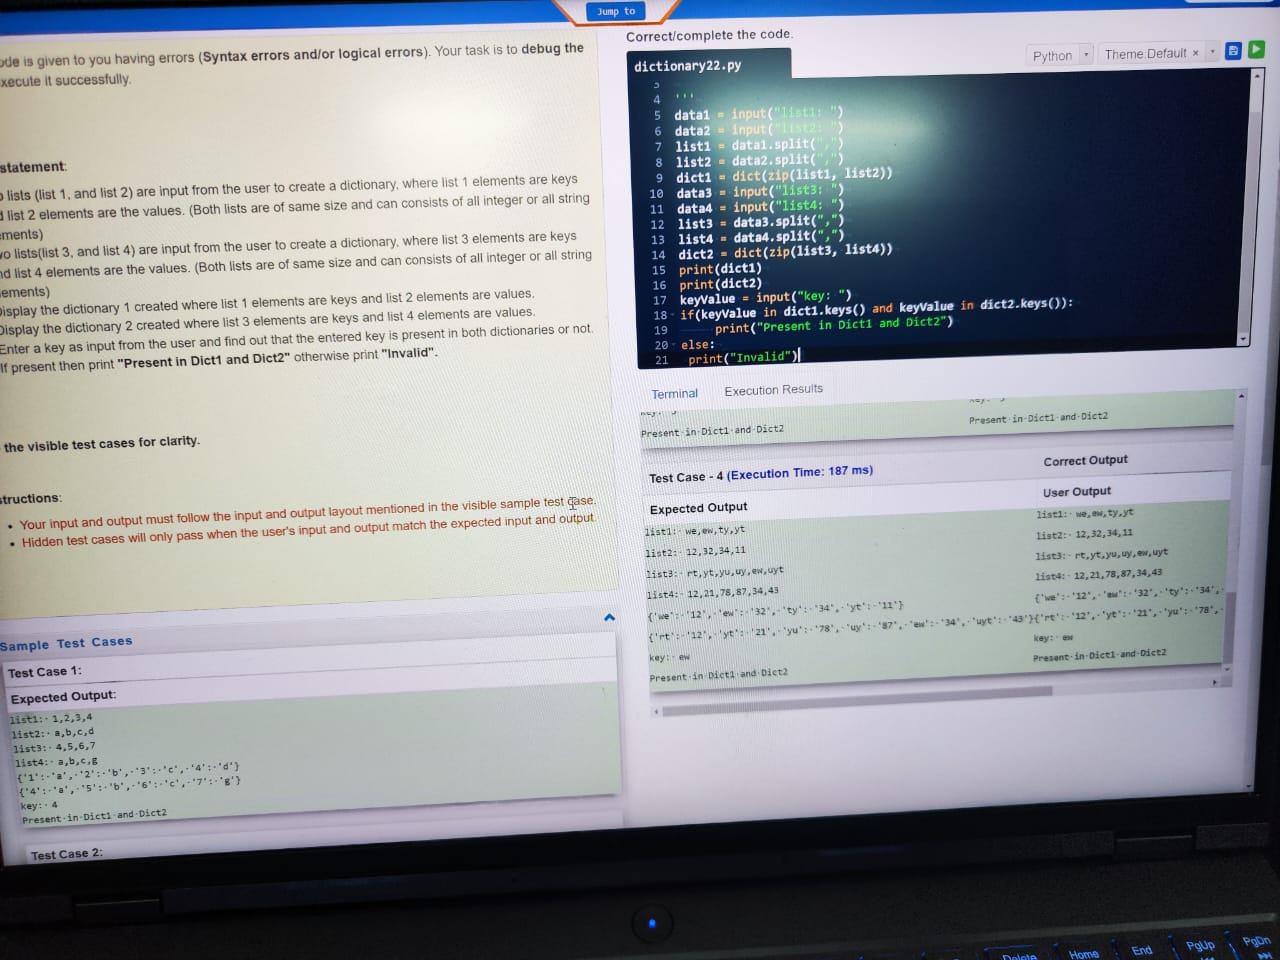 Jump to
ode is given to you having errors (Syntax errors and/or logical errors). Your task is to debug the
xecute it successfully.
statement:
o lists (list 1, and list 2) are input from the user to create a dictionary, where list 1 elements are keys
d list 2 elements are the values. (Both lists are of same size and can consists of all integer or all string
ements)
vo lists(list 3, and list 4) are input from the user to create a dictionary, where list 3 elements are keys
nd list 4 elements are the values. (Both lists are of same size and can consists of all integer or all string
ements)
Display the dictionary 1 created where list 1 elements are keys and list 2 elements are values.
Display the dictionary 2 created where list 3 elements are keys and list 4 elements are values.
Enter a key as input from the user and find out that the entered key is present in both dictionaries or not.
If present then print "Present in Dict1 and Dict2" otherwise print "Invalid".
the visible test cases for clarity.
structions:
• Your input and output must follow the input and output layout mentioned in the visible sample test case.
• Hidden test cases will only pass when the user's input and output match the expected input and output.
Sample Test Cases
Test Case 1:
Expected Output:
list1:· 1,2,3,4
list2:· a,b,c,d
list3:· 4,5,6,7
list4:· a,b,c,g
{'1':·'a',·'2':·'b',·'3':·'c',·'4':·'d'}
{'4':·'a',·'5':·'b',·'6':·'c',·'7':·'g'}
key:· 4
Present·in·Dict1·and·Dict2
Test Case 2:
Correct/complete the code.
dictionary22.py
Python
Theme:Default ×
3
4 '''
5 data1 = input("list1: ")
6 data2 = input("list2: ")
7 list1 = data1.split(",")
8 list2 = data2.split(",")
9 dict1 = dict(zip(list1, list2))
10 data3 = input("list3: ")
11 data4 = input("list4: ")
12 list3 = data3.split(",")
13 list4 = data4.split(",")
14 dict2 = dict(zip(list3, list4))
15 print(dict1)
16 print(dict2)
17 keyValue = input("key: ")
18 if(keyValue in dict1.keys() and keyValue in dict2.keys()):
19 print("Present in Dict1 and Dict2")
20 else:
21 print("Invalid")
Terminal
Execution Results
Present·in·Dict1·and·Dict2
Present·in·Dict1·and·Dict2
Test Case - 4 (Execution Time: 187 ms)
Correct Output
Expected Output
list1:· we,ew,ty,yt
list2:· 12,32,34,11
list3:· rt,yt,yu,uy,ew,uyt
list4:· 12,21,78,87,34,43
{'we':·'12',·'ew':·'32',·'ty':·'34',·'yt':·'11'}
{'rt':·'12',·'yt':·'21',·'yu':·'78',·'uy':·'87',·'ew':·'34',·'uyt':·'43'}
key:· ew
Present·in·Dict1·and·Dict2
User Output
list1:· we,ew,ty,yt
list2:· 12,32,34,11
list3:· rt,yt,yu,uy,ew,uyt
list4:· 12,21,78,87,34,43
{'we':·'12',·'ew':·'32',·'ty':·'34',·
{'rt':·'12',·'yt':·'21',·'yu':·'78',·
key:· ew
Present·in·Dict1·and·Dict2
Delete
Home
End
PgUp
PgDn